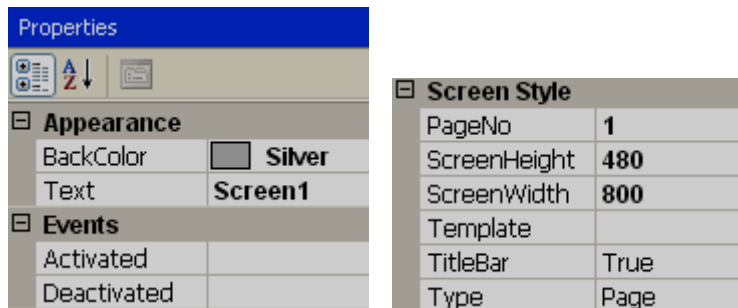 Properties
A Z
Appearance
BackColor Silver
Text Screen1
Events
Activated
Deactivated
Screen Style
PageNo 1
ScreenHeight 480
ScreenWidth 800
Template
TitleBar True
Type Page